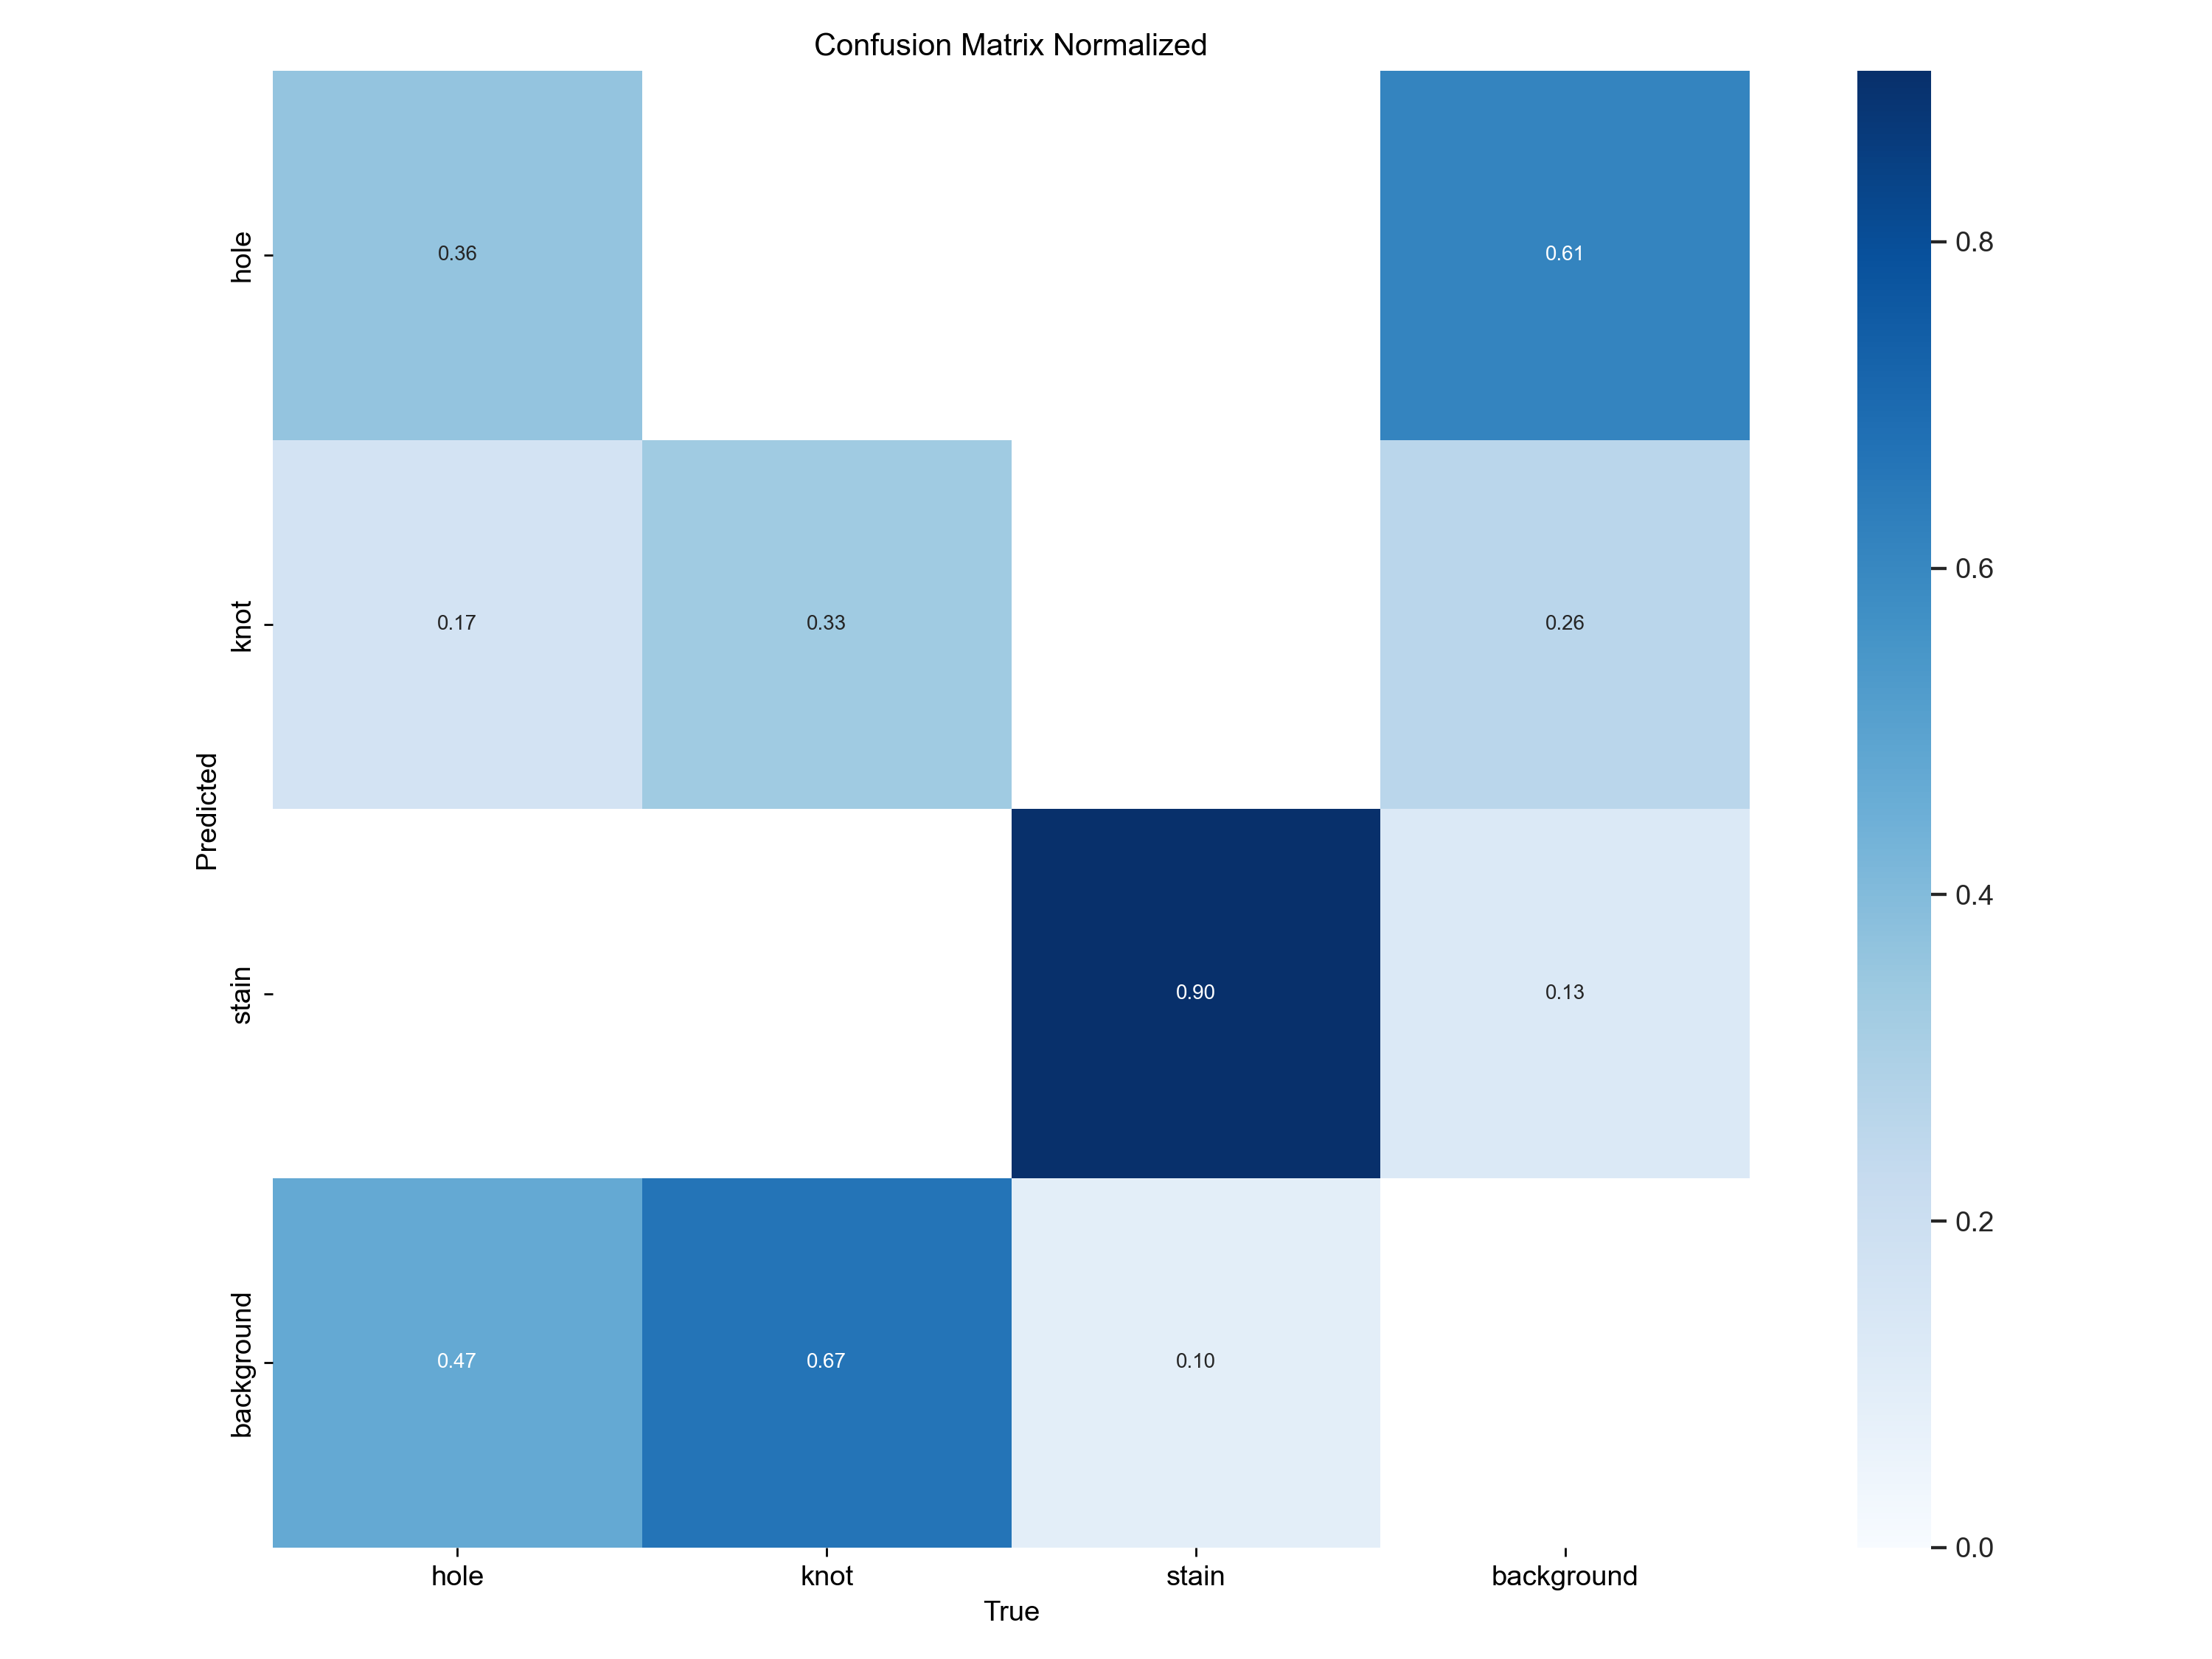 Confusion Matrix Normalized
hole
0.36
0.61
knot
0.17
0.33
0.26
stain
0.90
0.13
background
0.47
0.67
0.10
Predicted
hole
knot
stain
background
True
0.8
0.6
0.4
0.2
0.0